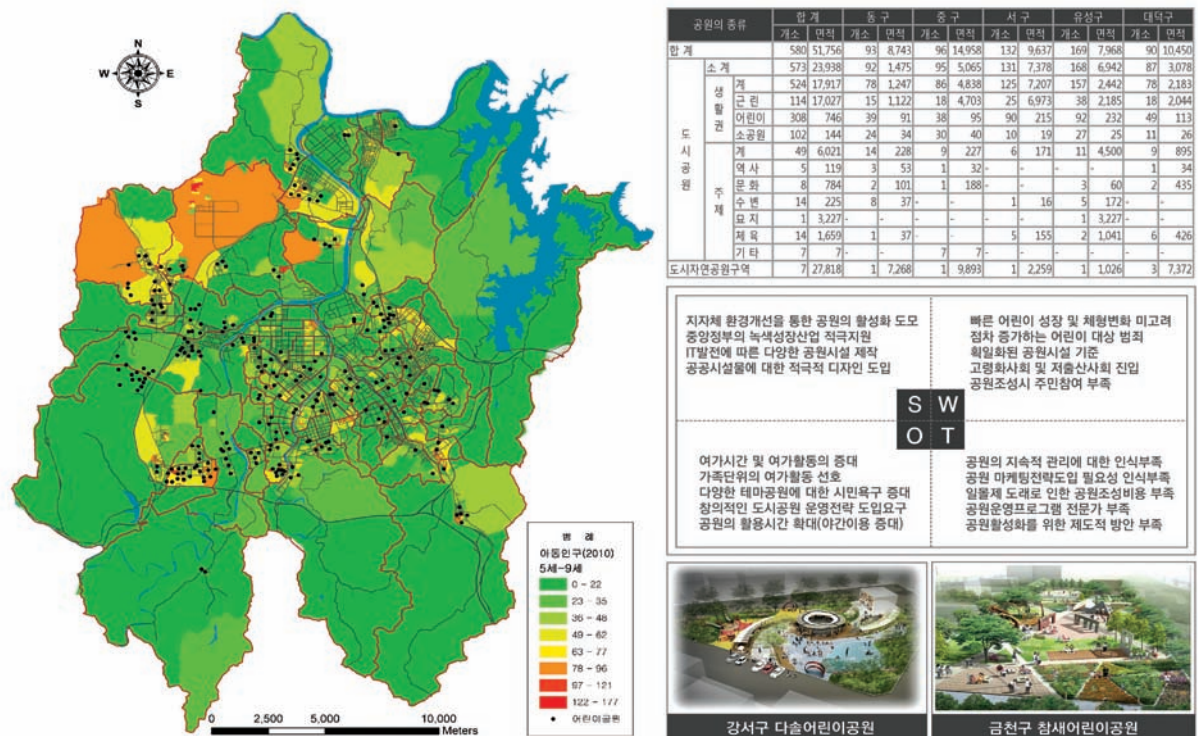 N
W E
S
범 례
아동인구(2010)
5세-9세
0 - 22
23 - 35
36 - 48
49 - 62
63 - 77
78 - 96
97 - 121
122 - 177
어린이공원
0 2,500 5,000 10,000
Meters
공원의 종류 합 계 동 구 중 구 서 구 유성구 대덕구
개소 면적 개소 면적 개소 면적 개소 면적 개소 면적 개소 면적
합 계 580 51,756 93 8,743 96 14,958 132 9,637 169 7,968 90 10,450
도시공원
소 계 573 23,938 92 1,475 95 5,065 131 7,378 168 6,942 87 3,078
생활권
계 524 17,917 78 1,247 86 4,838 125 7,207 157 2,442 78 2,183
근 린 114 17,027 15 1,122 18 4,703 25 6,973 38 2,185 18 2,044
어린이 308 746 39 91 38 95 90 215 92 232 49 113
소공원 102 144 24 34 30 40 10 19 27 25 11 26
주제
계 49 6,021 14 228 9 227 6 171 11 4,500 9 895
역 사 5 119 3 53 1 32 - - - - 1 34
문 화 8 784 2 101 1 188 - - 3 60 2 435
수 변 14 225 8 37 - - 1 16 5 172 - -
묘 지 1 3,227 - - - - - - 1 3,227 - -
체 육 14 1,659 1 37 - - 5 155 2 1,041 6 426
기 타 7 7 - - 7 7 - - - - - -
도시자연공원구역 7 27,818 1 7,268 1 9,893 1 2,259 1 1,026 3 7,372
지자체 환경개선을 통한 공원의 활성화 도모
중앙정부의 녹색성장산업 적극지원
IT발전에 따른 다양한 공원시설 제작
공공시설물에 대한 적극적 디자인 도입
빠른 어린이 성장 및 체형변화 미고려
점차 증가하는 어린이 대상 범죄
획일화된 공원시설 기준
고령화사회 및 저출산사회 진입
공원조성시 주민참여 부족
S W
O T
여가시간 및 여가활동의 증대
가족단위의 여가활동 선호
다양한 테마공원에 대한 시민욕구 증대
창의적인 도시공원 운영전략 도입요구
공원의 활용시간 확대(야간이용 증대)
공원의 지속적 관리에 대한 인식부족
공원 마케팅전략도입 필요성 인식부족
일몰제 도래로 인한 공원조성비용 부족
공원운영프로그램 전문가 부족
공원활성화를 위한 제도적 방안 부족
강서구 다솔어린이공원
금천구 참새어린이공원